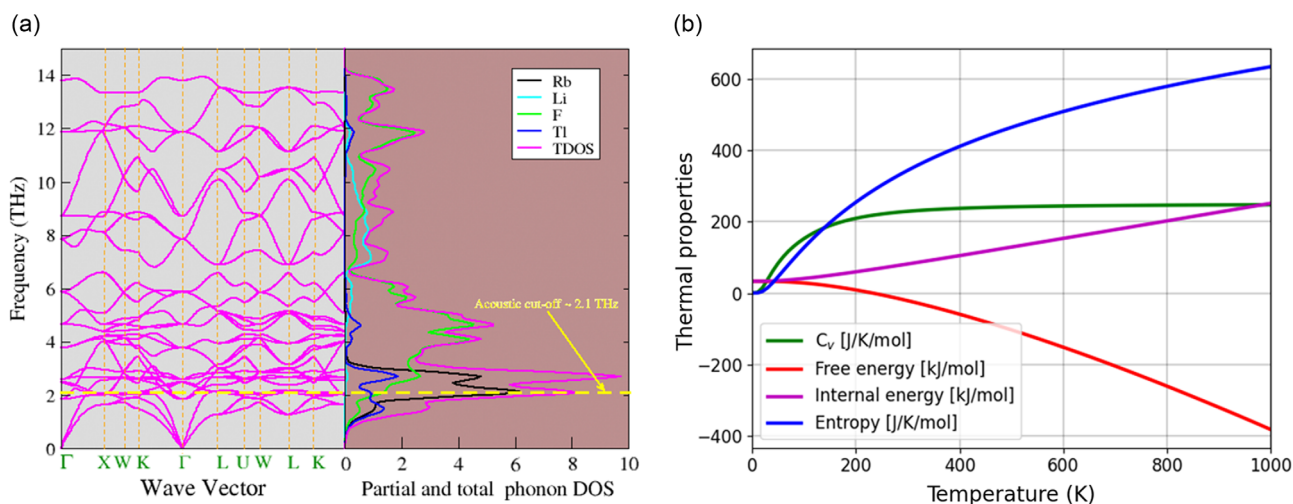 (a)
14
12
10
8
6
4
2
0
Frequency (THz)
Γ X W K Γ L U W L K
Wave Vector
Rb
Li
F
Tl
TDOS
Acoustic cut-off ~ 2.1 THz
0 2 4 6 8 10
Partial and total phonon DOS
(b)
600
400
200
0
−200
−400
Thermal properties
Cv [J/K/mol]
Free energy [kJ/mol]
Internal energy [kJ/mol]
Entropy [J/K/mol]
0 200 400 600 800 1000
Temperature (K)